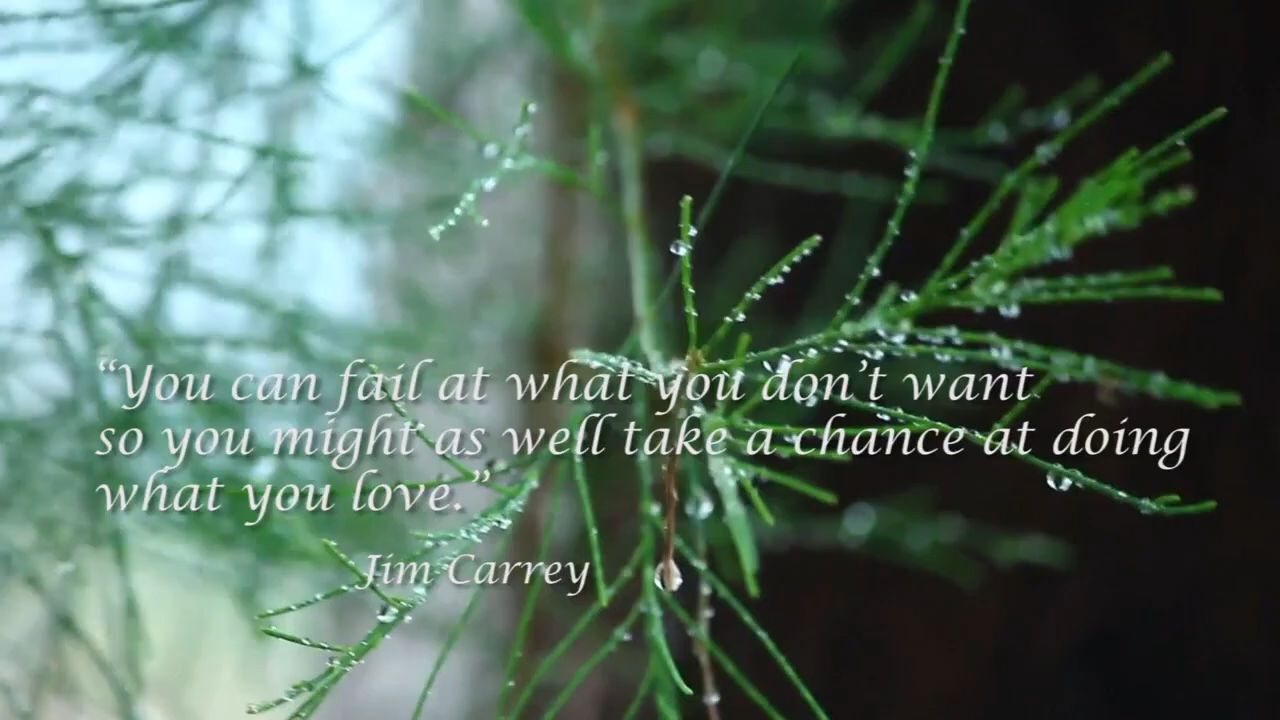 “You can fail at what you don’t want
so you might as well take a chance at doing
what you love.”
Jim Carrey